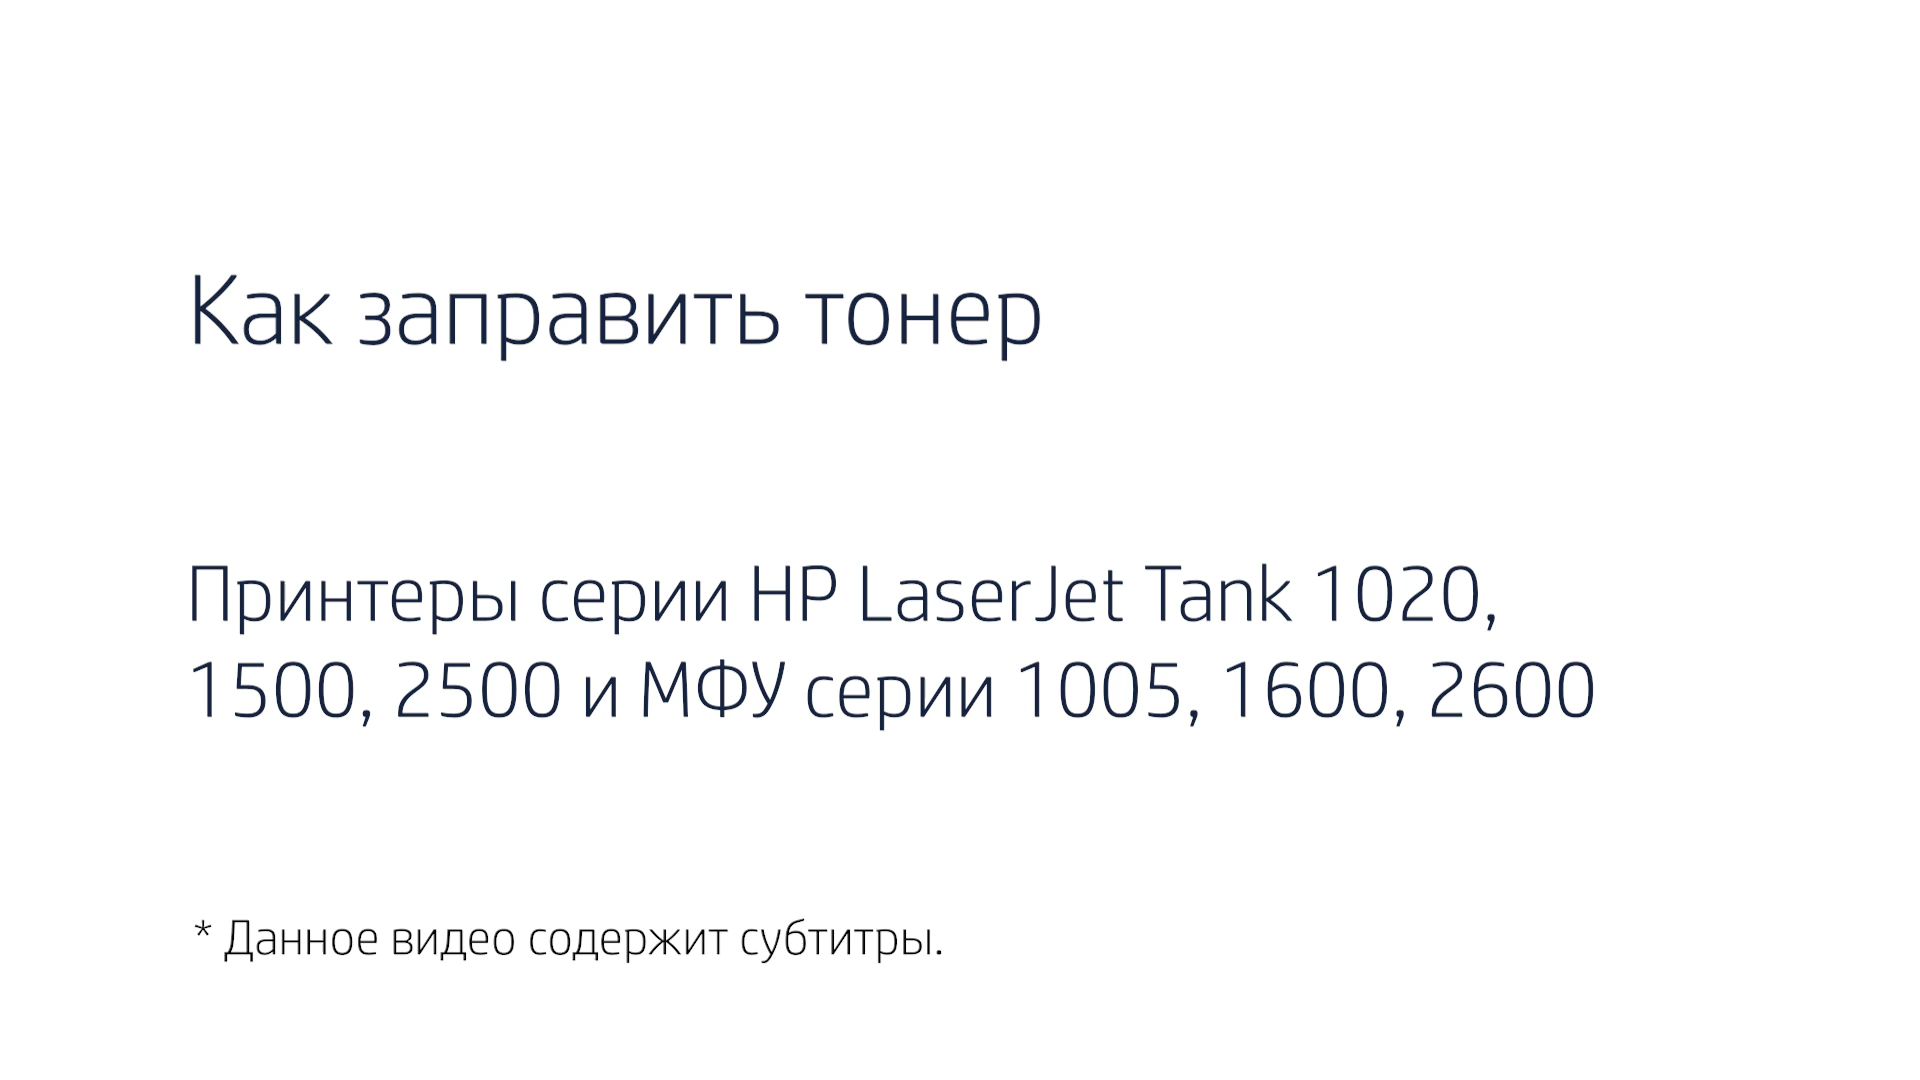 Как заправить тонер
Принтеры серии HP LaserJet Tank 1020,
1500, 2500 и МФУ серии 1005, 1600, 2600
* Данное видео содержит субтитры.